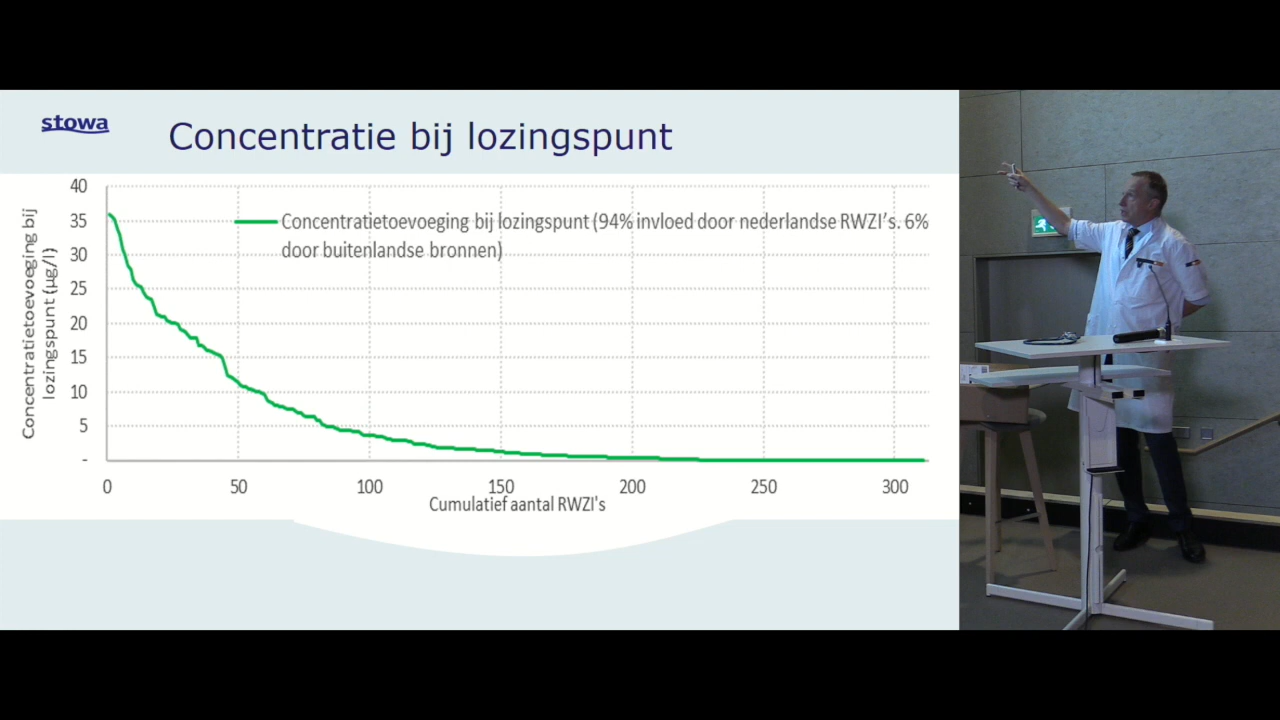 stowa
Concentratie bij lozingspunt
Concentratietoevoeging bij
lozingspunt (µg/l)
40
35
30
25
20
15
10
5
-
Concentratietoevoeging bij lozingspunt (94% invloed door nederlandse RWZI's. 6%
door buitenlandse bronnen)
0 50 100 150 200 250 300
Cumulatief aantal RWZI's